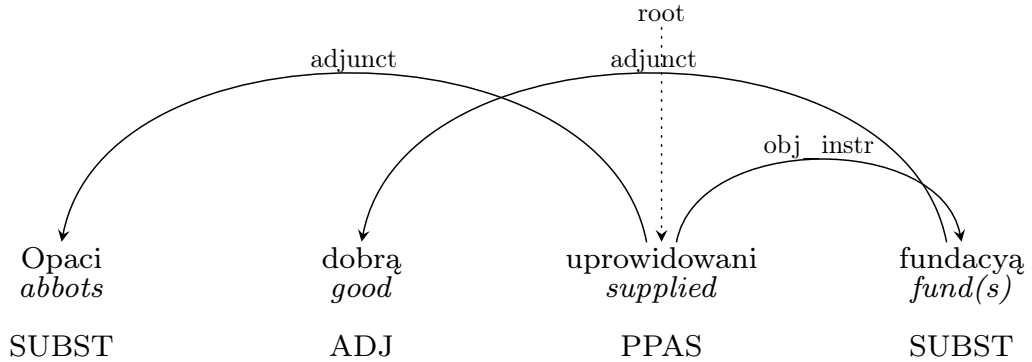 root
adjunct adjunct
obj_instr
Opaci dobrą uprowidowani fundacyą
abbots good supplied fund(s)
SUBST ADJ PPAS SUBST